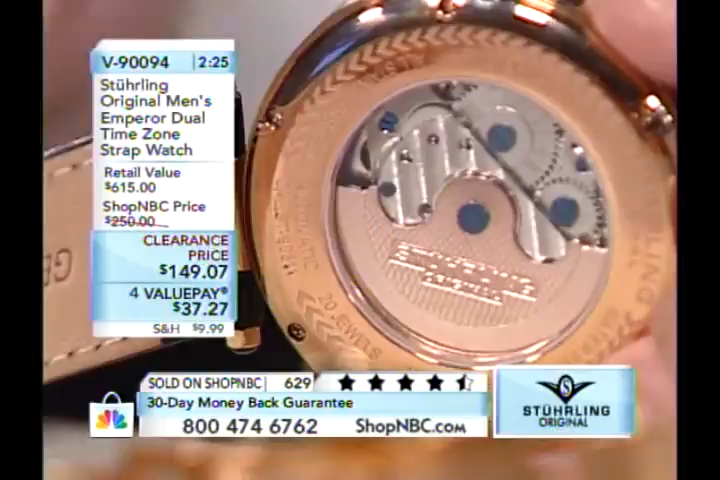 V-90094 2:25
Stührling
Original Men's
Emperor Dual
Time Zone
Strap Watch
Retail Value
$615.00
ShopNBC Price
$250.00
CLEARANCE
PRICE
$149.07
4 VALUEPAY®
$37.27
S&H $9.99
20 JEWELS
SOLD ON SHOPNBC 629
30-Day Money Back Guarantee
800 474 6762 ShopNBC.com
S
STÜHRLING
ORIGINAL